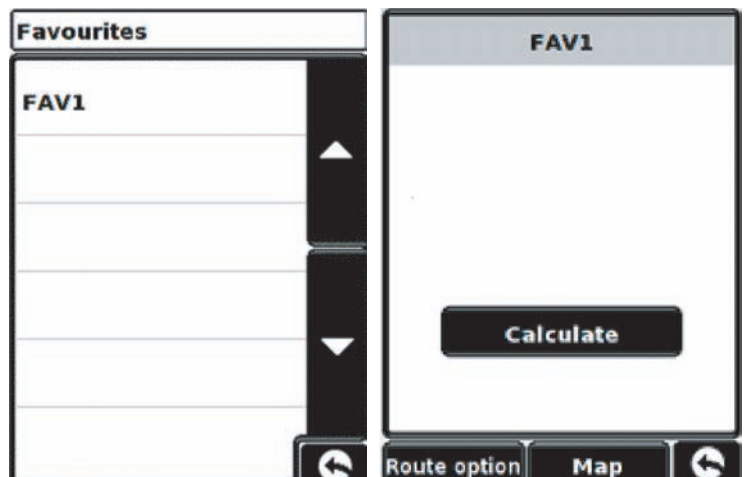 Favourites
FAV1
FAV1
Calculate
Route option
Map